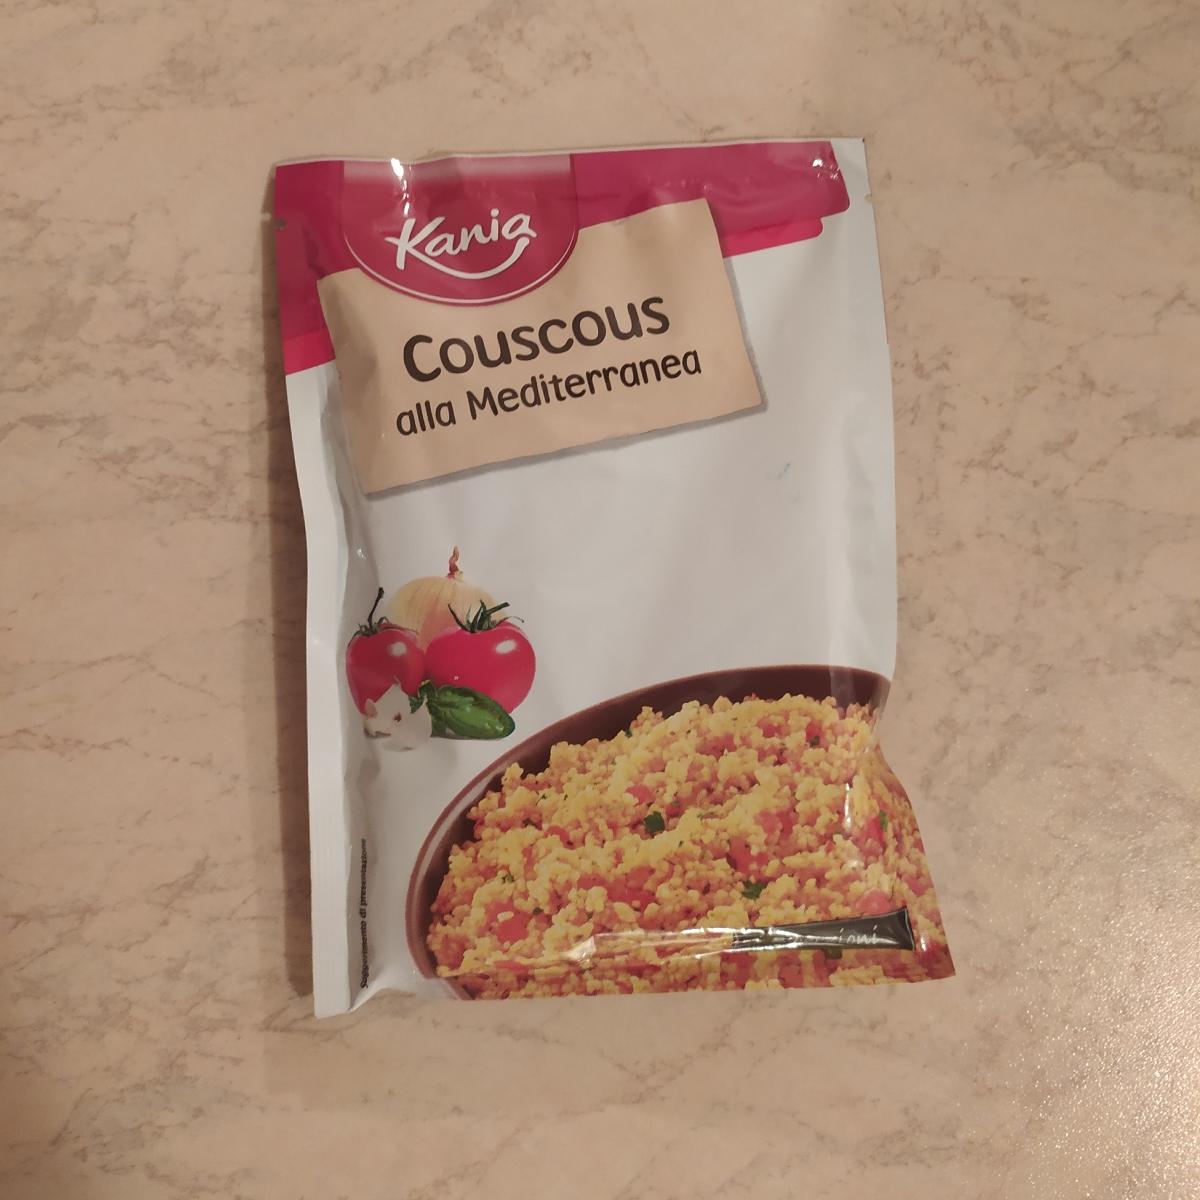 Kania
Couscous
alla Mediterranea
Suggerimento di presentazione